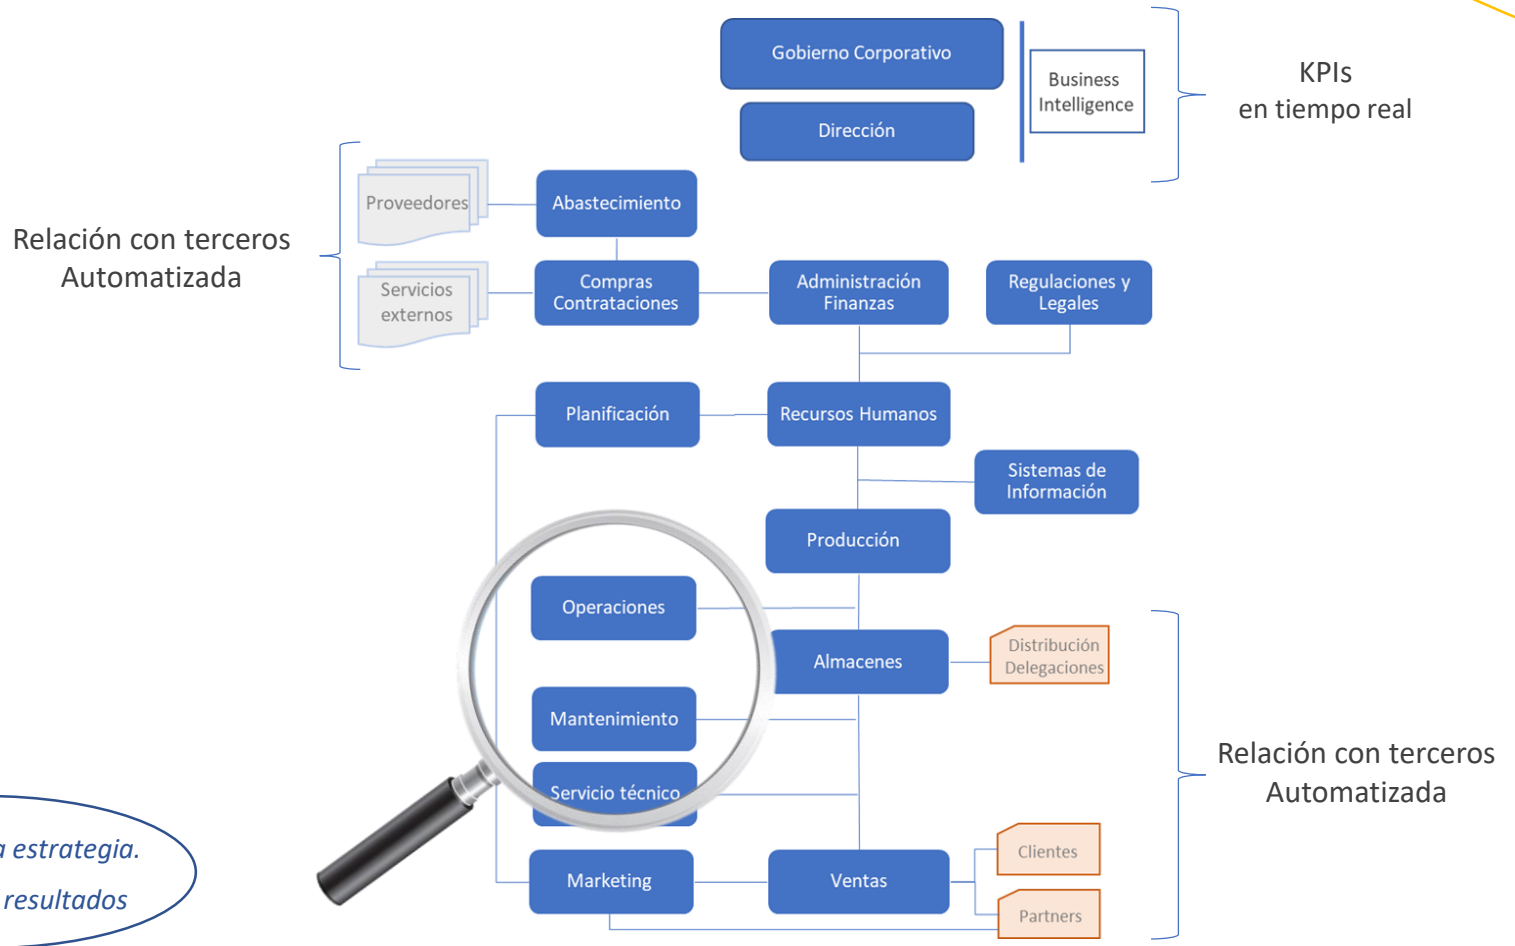 Gobierno Corporativo
Business
Intelligence
KPIs
en tiempo real
Dirección
Proveedores
Abastecimiento
Relación con terceros
Automatizada
Servicios
externos
Compras
Contrataciones
Administración
Finanzas
Regulaciones y
Legales
Planificación
Recursos Humanos
Sistemas de
Información
Producción
Operaciones
Almacenes
Distribución
Delegaciones
Mantenimiento
Servicio técnico
Relación con terceros
Automatizada
estrategia.
resultados
Marketing
Ventas
Clientes
Partners